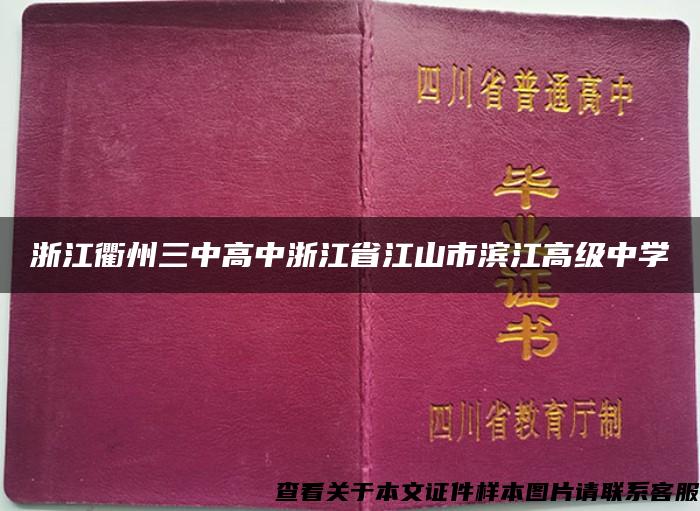 四川省普通高中
毕业证书
浙江衢州三中高中浙江省江山市滨江高级中学
四川省教育厅制
查看关于本文证件样本图片请联系客服